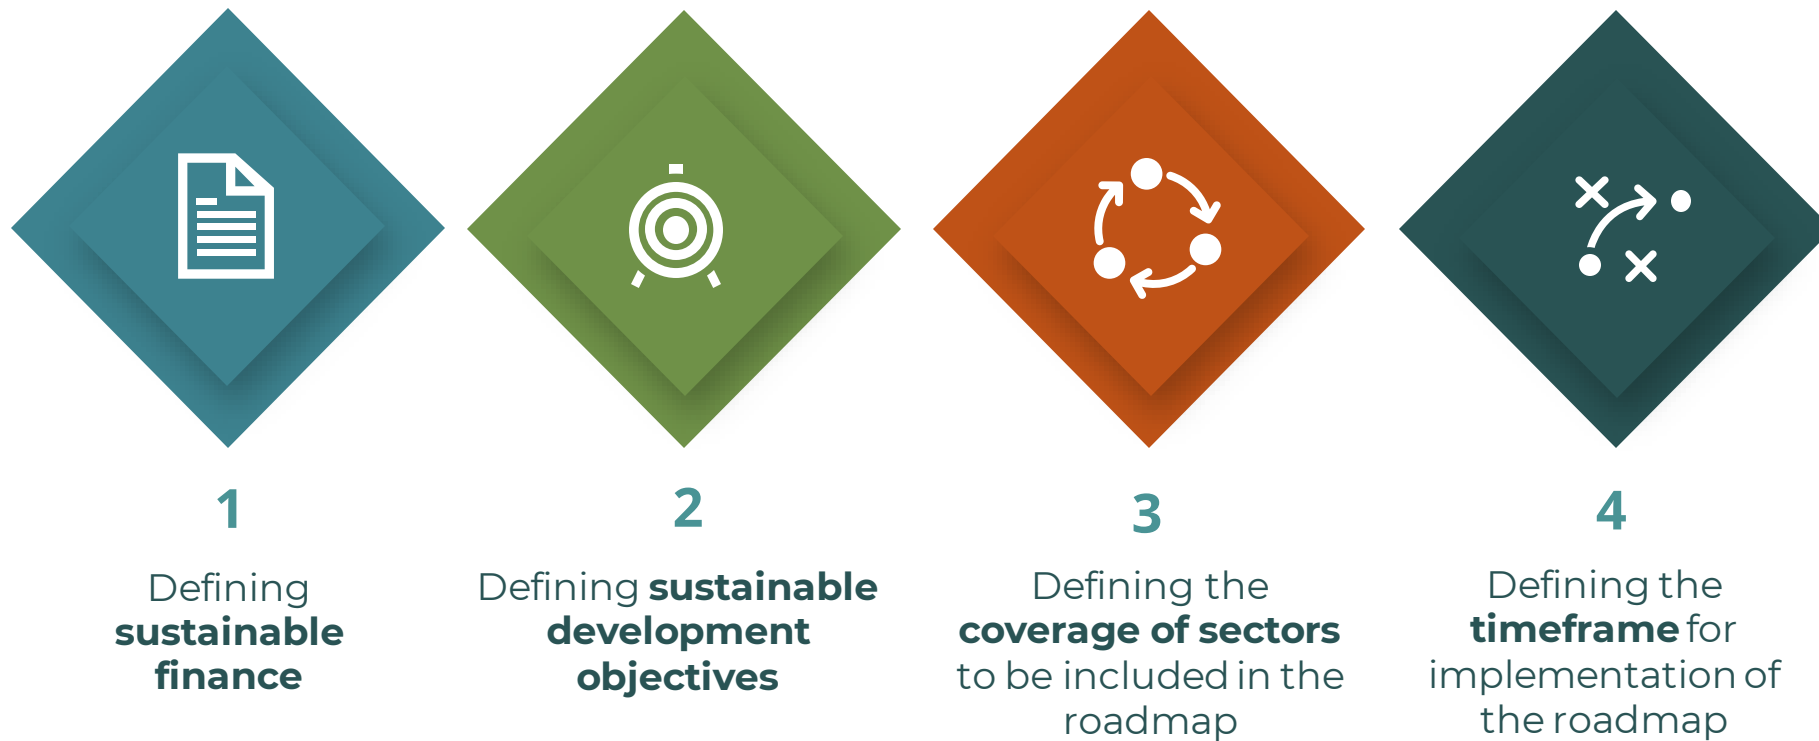 1
Defining
sustainable
finance
2
Defining sustainable
development
objectives
3
Defining the
coverage of sectors
to be included in the
roadmap
4
Defining the
timeframe for
implementation of
the roadmap